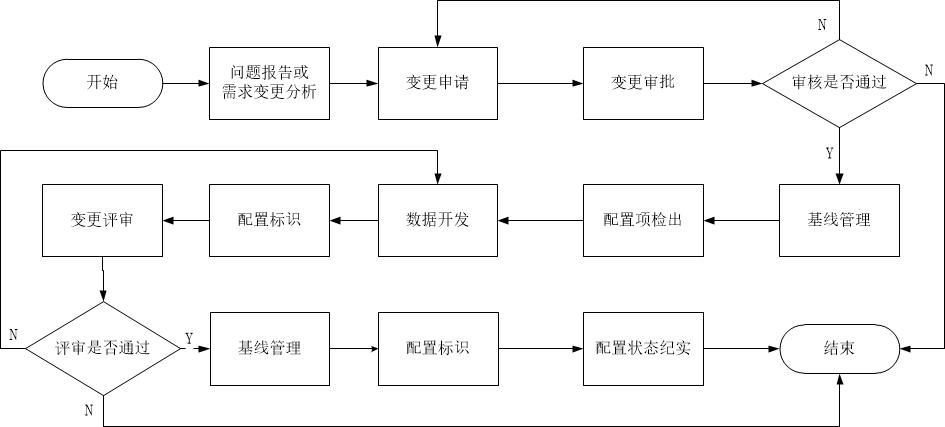 N
开始
问题报告或
需求变更分析
变更申请
变更审批
审核是否通过
N
Y
变更评审
配置标识
数据开发
配置项检出
基线管理
N
评审是否通过
Y
基线管理
配置标识
配置状态纪实
结束
N